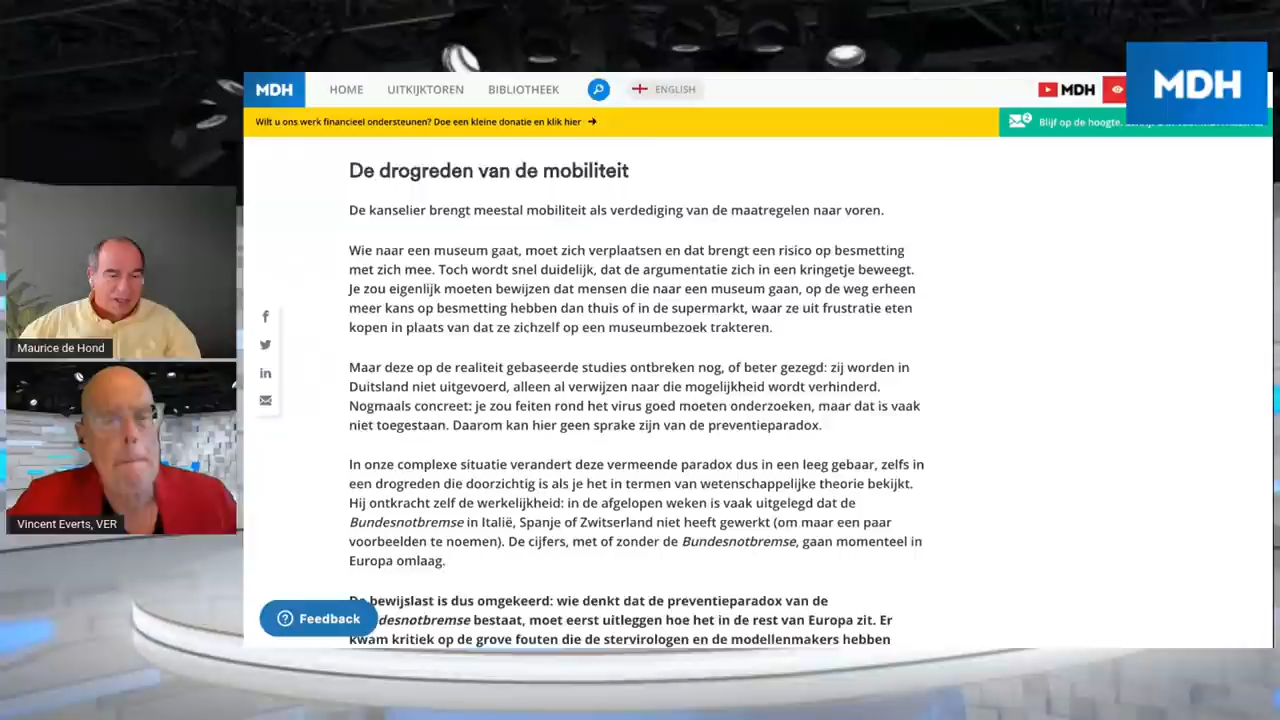 MDH
HOME
UITKIJKTOREN
BIBLIOTHEEK
ENGLISH
MDH
MDH
Wilt u ons werk financieel ondersteunen? Doe een kleine donatie en klik hier →
2
Blijf op de hoogte.
De drogreden van de mobiliteit
De kanselier brengt meestal mobiliteit als verdediging van de maatregelen naar voren.
Wie naar een museum gaat, moet zich verplaatsen en dat brengt een risico op besmetting
met zich mee. Toch wordt snel duidelijk, dat de argumentatie zich in een kringetje beweegt.
Je zou eigenlijk moeten bewijzen dat mensen die naar een museum gaan, op de weg erheen
meer kans op besmetting hebben dan thuis of in de supermarkt, waar ze uit frustratie eten
kopen in plaats van dat ze zichzelf op een museumbezoek trakteren.
Maar deze op de realiteit gebaseerde studies ontbreken nog, of beter gezegd: zij worden in
Duitsland niet uitgevoerd, alleen al verwijzen naar die mogelijkheid wordt verhinderd.
Nogmaals concreet: je zou feiten rond het virus goed moeten onderzoeken, maar dat is vaak
niet toegestaan. Daarom kan hier geen sprake zijn van de preventieparadox.
In onze complexe situatie verandert deze vermeende paradox dus in een leeg gebaar, zelfs in
een drogreden die doorzichtig is als je het in termen van wetenschappelijke theorie bekijkt.
Hij ontkracht zelf de werkelijkheid: in de afgelopen weken is vaak uitgelegd dat de
Bundesnotbremse in Italië, Spanje of Zwitserland niet heeft gewerkt (om maar een paar
voorbeelden te noemen). De cijfers, met of zonder de Bundesnotbremse, gaan momenteel in
Europa omlaag.
De bewijslast is dus omgekeerd: wie denkt dat de preventieparadox van de
desnotbremse bestaat, moet eerst uitleggen hoe het in de rest van Europa zit. Er
kwam kritiek op de grove fouten die de stervirologen en de modellenmakers hebben
Feedback
Maurice de Hond
Vincent Everts, VER